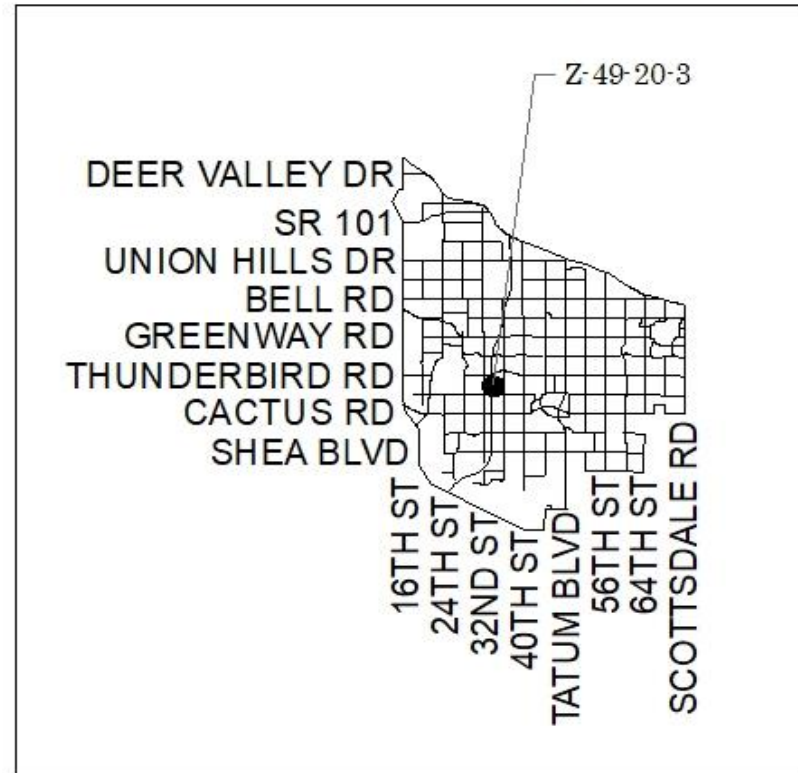 Z-49-20-3
DEER VALLEY DR
SR 101
UNION HILLS DR
BELL RD
GREENWAY RD
THUNDERBIRD RD
CACTUS RD
SHEA BLVD
16TH ST
24TH ST
32ND ST
40TH ST
TATUM BLVD
56TH ST
64TH ST
SCOTTSDALE RD